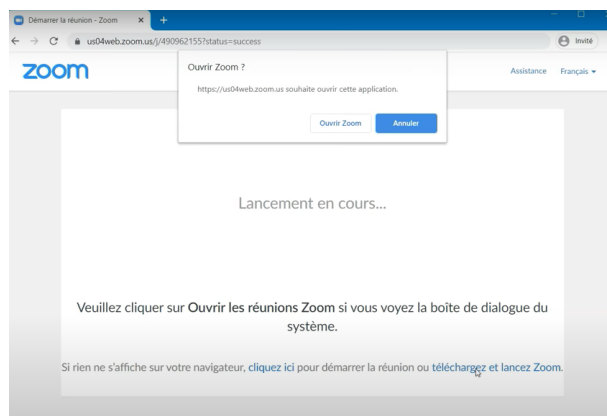 Démarrer la réunion - Zoom
us04web.zoom.us/j/490962155?status=success
Invité
zoom
Assistance
Français
Ouvrir Zoom ?
https://us04web.zoom.us souhaite ouvrir cette application.
Ouvrir Zoom
Annuler
Lancement en cours...
Veuillez cliquer sur Ouvrir les réunions Zoom si vous voyez la boîte de dialogue du
système.
Si rien ne s'affiche sur votre navigateur, cliquez ici pour démarrer la réunion ou téléchargez et lancez Zoom.